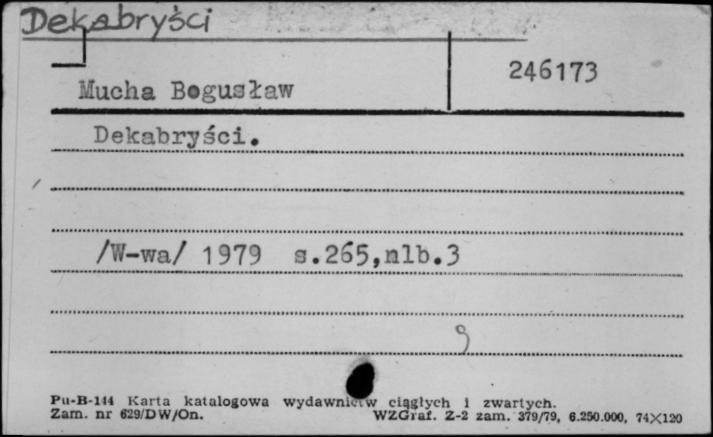 Dekabryści
246173
Mucha Bogusław
Dekabryści.
/W-wa/ 1979 s.265,nlb.3
9
Pu-B-144 Karta katalogowa wydawnictw ciągłych i zwartych.
Zam. nr 629/DW/On. WZGraf. Z-2 zam. 379/79, 6.250.000, 74×120